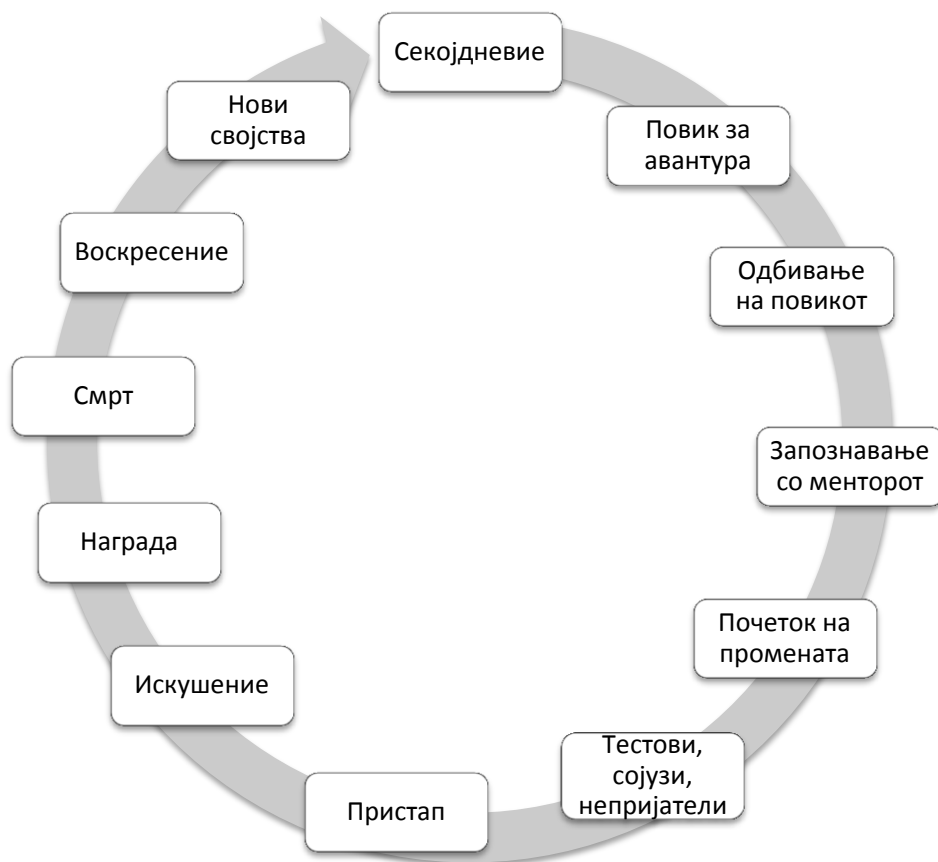 Секојдневие
Повик за
авантура
Одбивање
на повикот
Запознавање
со менторот
Почеток на
промената
Тестови,
сојузи,
непријатели
Пристап
Искушение
Награда
Смрт
Воскресение
Нови
својства